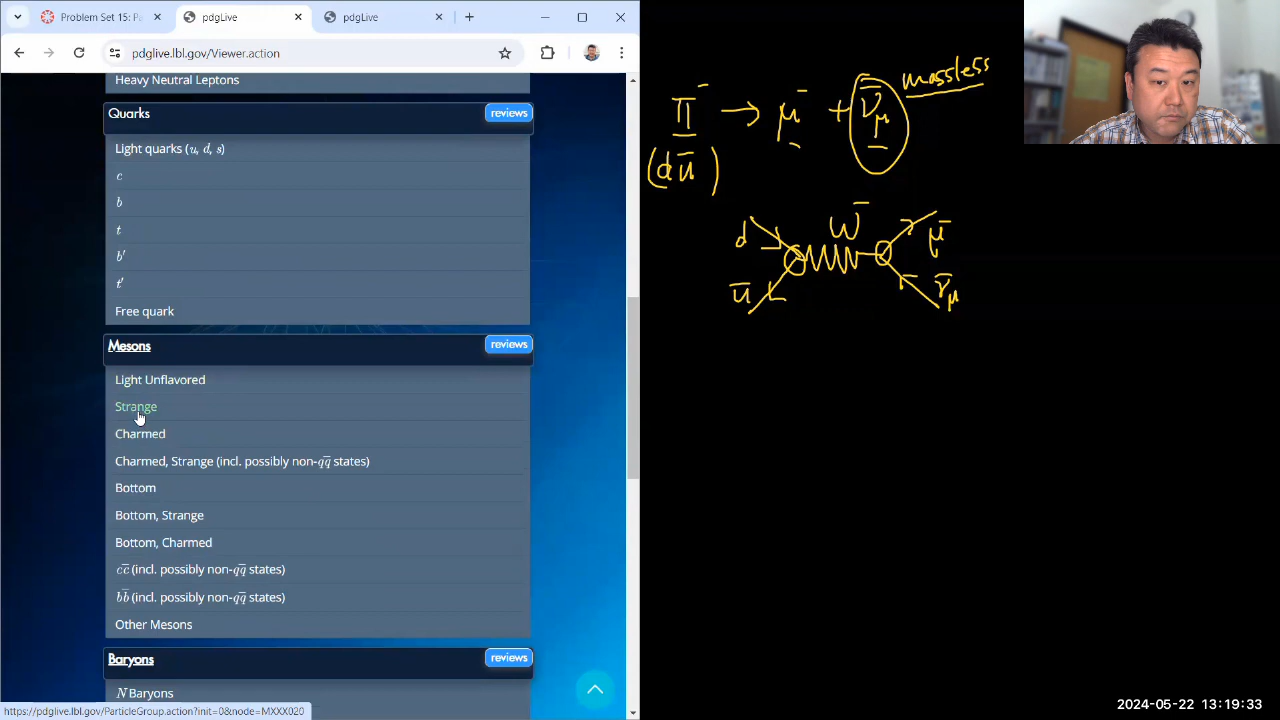 Problem Set 15: P
pdgLive
pdgLive
pdglive.lbl.gov/Viewer.action
Heavy Neutral Leptons
Quarks
reviews
Light quarks (u, d, s)
c
b
t
b′
t′
Free quark
Mesons
reviews
Light Unflavored
Strange
Charmed
Charmed, Strange (incl. possibly non-qq̅ states)
Bottom
Bottom, Strange
Bottom, Charmed
cc̅ (incl. possibly non-qq̅ states)
bb̅ (incl. possibly non-qq̅ states)
Other Mesons
Baryons
reviews
N Baryons
https://pdglive.lbl.gov/ParticleGroup.action?init=0&node=MXXX020
massless
π⁻ → μ⁻ + ν̅μ
(du̅)
W⁻
d
μ⁻
u̅
ν̅μ
2024-05-22 13:19:33